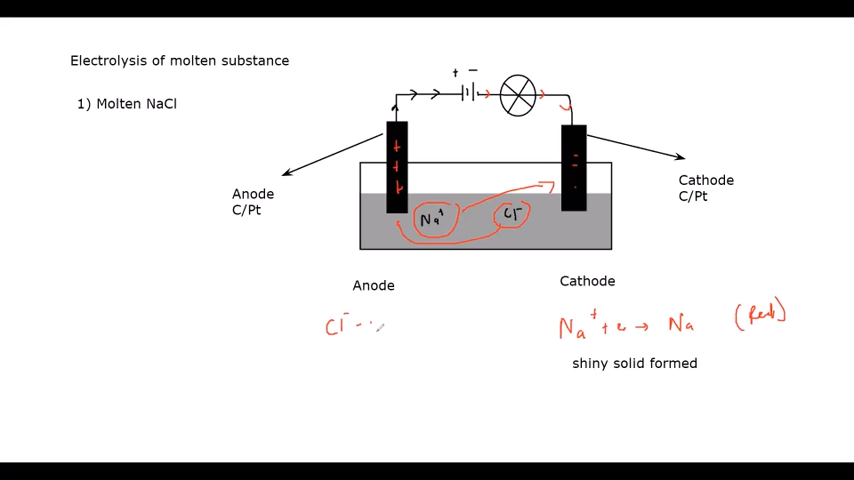 Electrolysis of molten substance
1) Molten NaCl
+ −
+
+
+
Anode
C/Pt
Cathode
C/Pt
Na⁺
Cl⁻
Anode
Cathode
Cl⁻ -
Na⁺ + e → Na (Red)
shiny solid formed